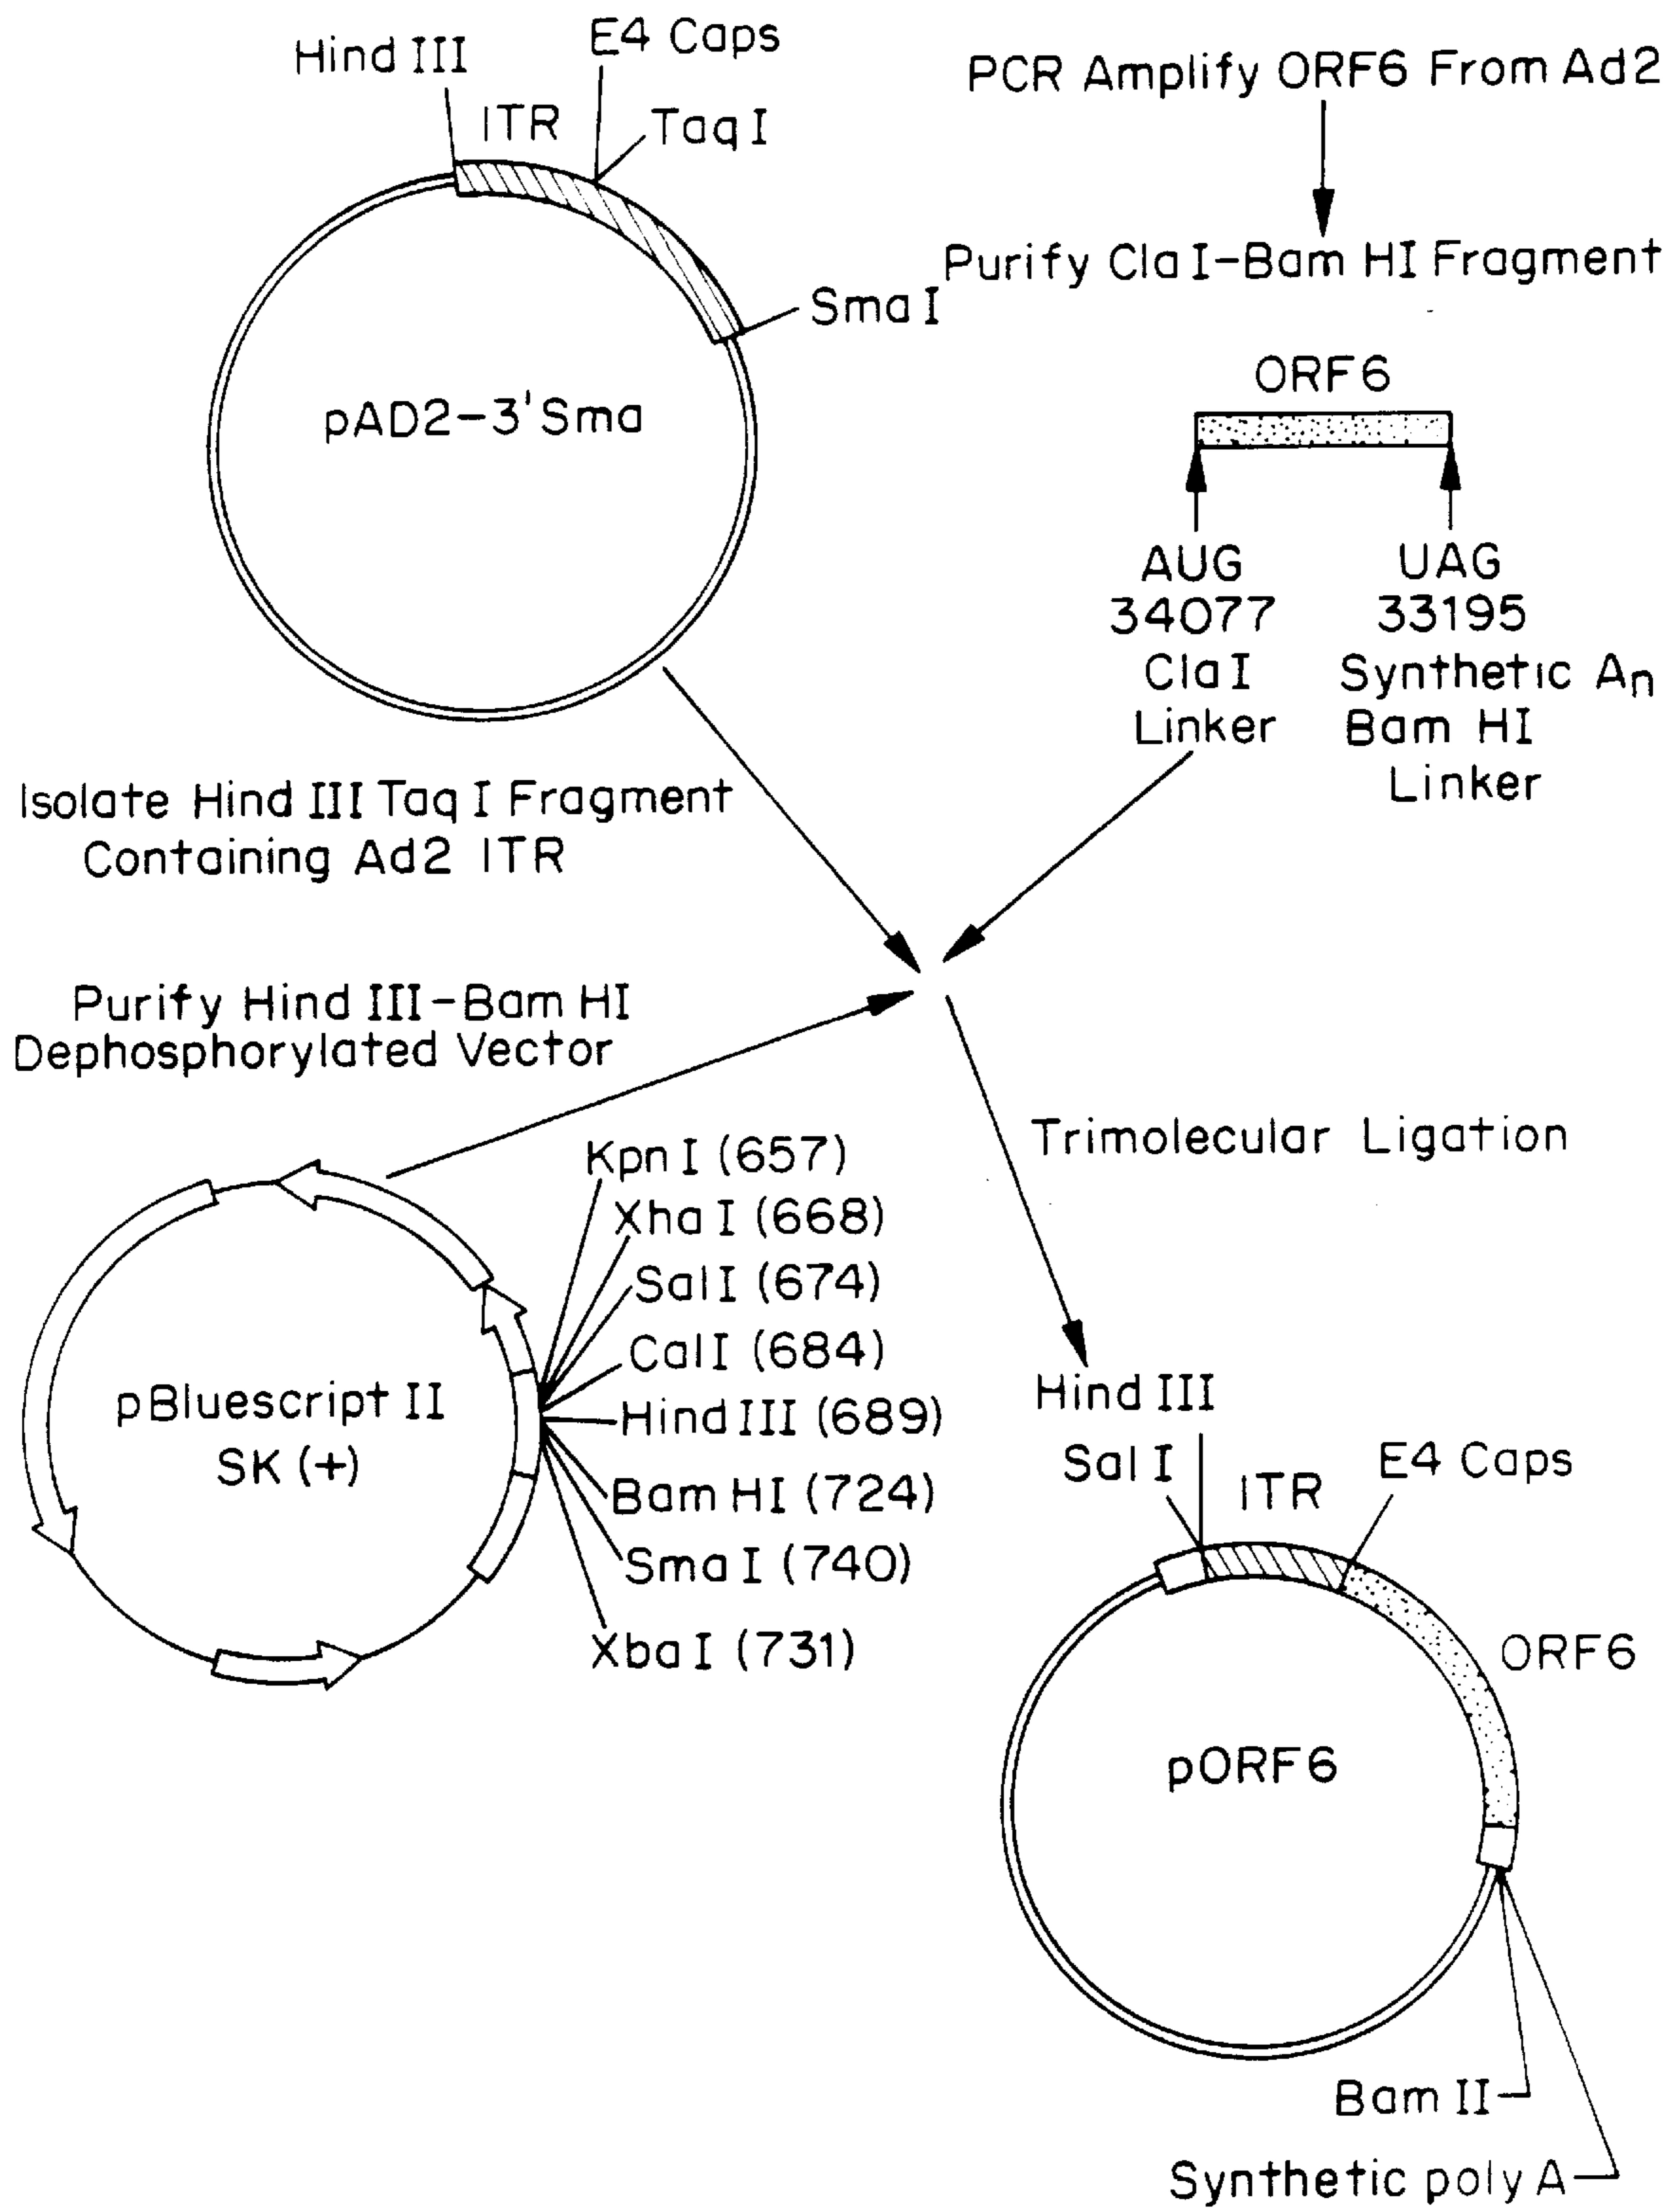 Hind III
E4 Caps
ITR
Taq I
Sma I
pAD2-3'Sma
PCR Amplify ORF6 From Ad2
Purify Cla I-Bam HI Fragment
ORF6
AUG
34077
Cla I
Linker
UAG
33195
Synthetic An
Bam HI
Linker
Isolate Hind III Taq I Fragment
Containing Ad2 ITR
Purify Hind III-Bam HI
Dephosphorylated Vector
Trimolecular Ligation
Kpn I (657)
Xha I (668)
Sal I (674)
Cal I (684)
Hind III (689)
Bam HI (724)
Sma I (740)
Xba I (731)
pBluescript II
SK (+)
Hind III
Sal I
ITR
E4 Caps
ORF6
pORF6
Bam II
Synthetic poly A